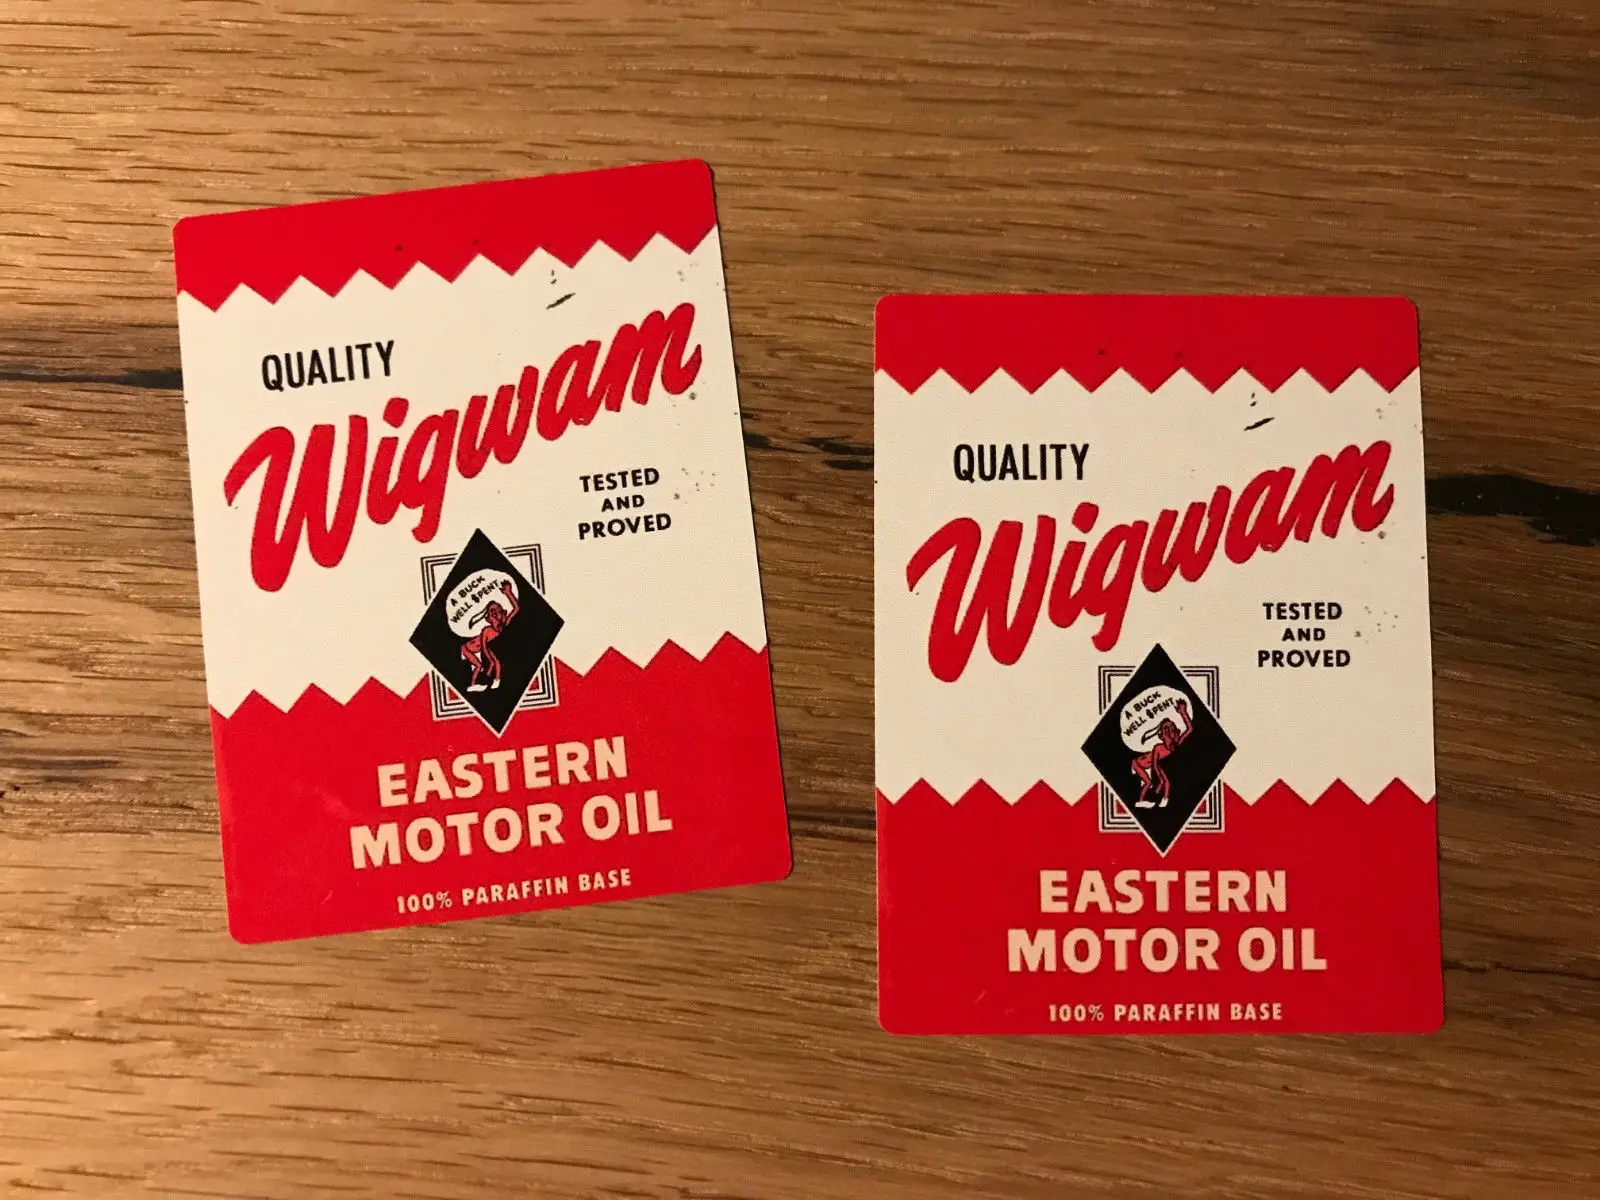 QUALITY
Wigwam
TESTED
AND
PROVED
A BUCK
WELL $PENT
EASTERN
MOTOR OIL
100% PARAFFIN BASE
QUALITY
Wigwam
TESTED
AND
PROVED
A BUCK
WELL $PENT
EASTERN
MOTOR OIL
100% PARAFFIN BASE